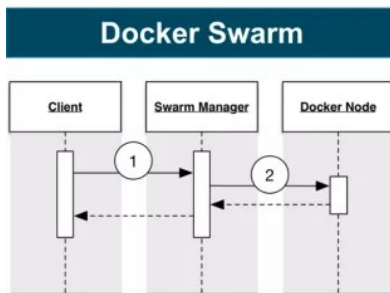 Docker Swarm
Client
Swarm Manager
Docker Node
1
2